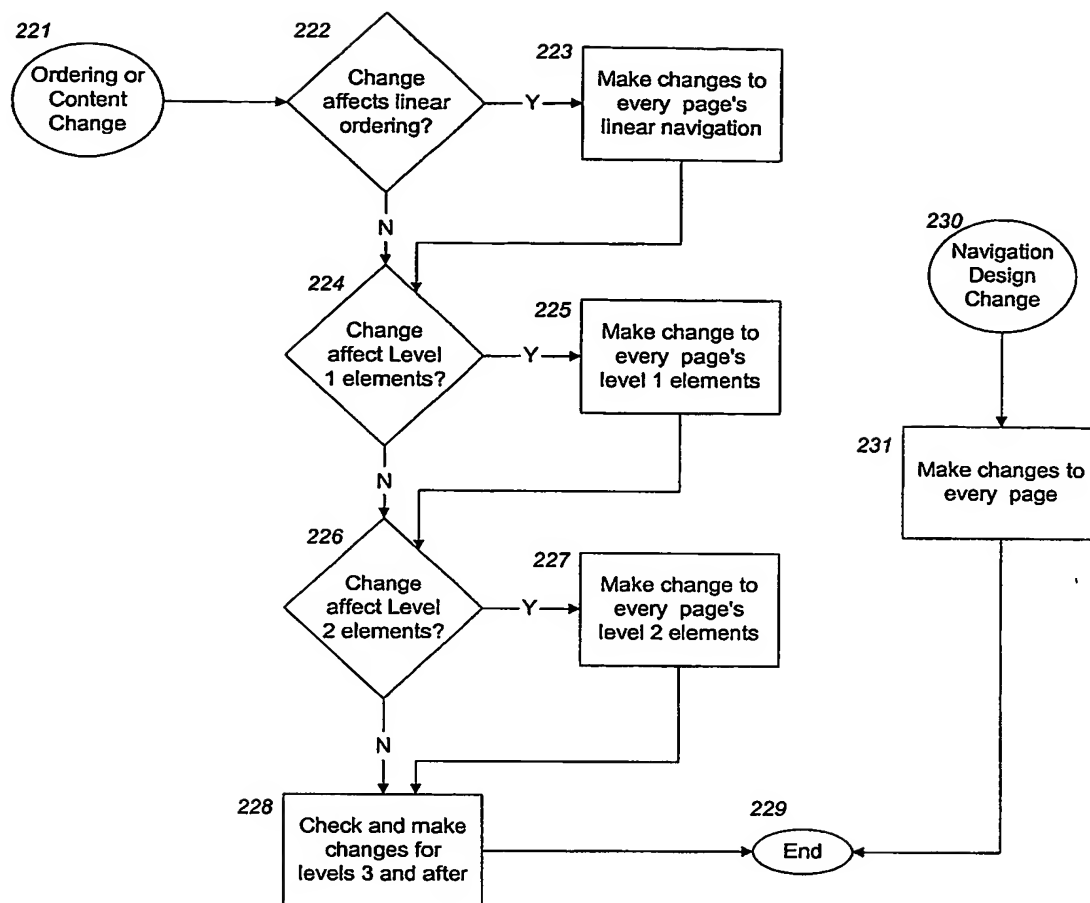 221
Ordering or
Content
Change
222
Change
affects linear
ordering?
Y
223
Make changes to
every page's
linear navigation
N
224
Change
affect Level
1 elements?
Y
225
Make change to
every page's
level 1 elements
N
226
Change
affect Level
2 elements?
Y
227
Make change to
every page's
level 2 elements
N
228
Check and make
changes for
levels 3 and after
229
End
230
Navigation
Design
Change
231
Make changes to
every page